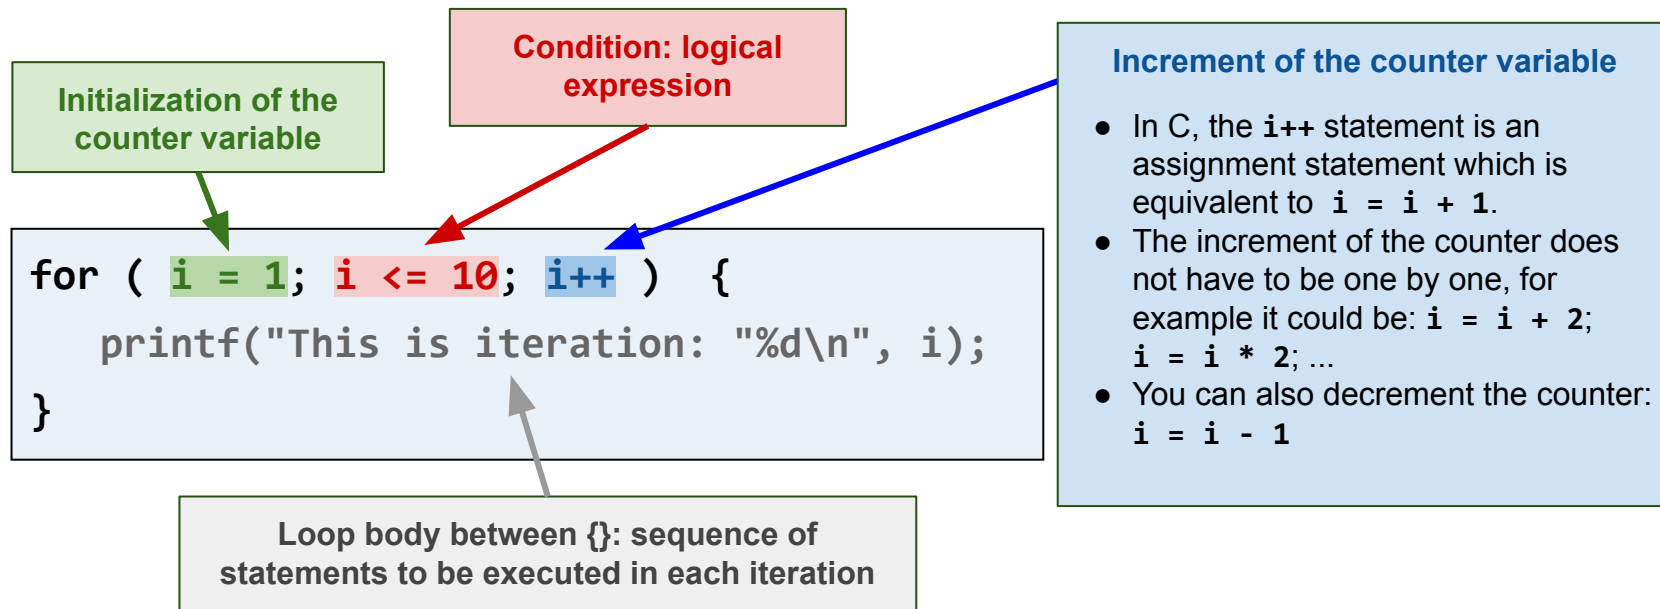 Initialization of the
counter variable
Condition: logical
expression
for ( i = 1; i <= 10; i++ ) {
printf("This is iteration: "%d\n", i);
}
Loop body between {}: sequence of
statements to be executed in each iteration
Increment of the counter variable
● In C, the i++ statement is an
assignment statement which is
equivalent to i = i + 1.
● The increment of the counter does
not have to be one by one, for
example it could be: i = i + 2;
i = i * 2; ...
● You can also decrement the counter:
i = i - 1